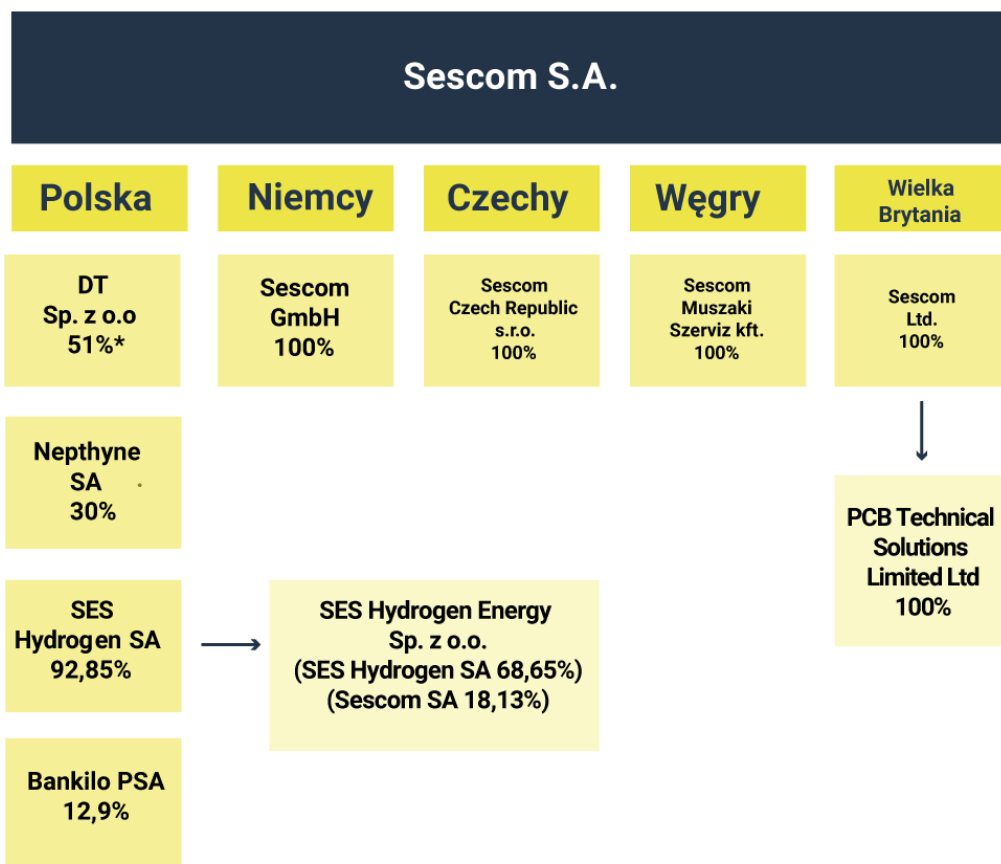 Sescom S.A.
Polska
Niemcy
Czechy
Węgry
Wielka
Brytania
DT
Sp. z o.o
51%*
Sescom
GmbH
100%
Sescom
Czech Republic
s.r.o.
100%
Sescom
Muszaki
Szerviz kft.
100%
Sescom
Ltd.
100%
Nepthyne
SA
30%
PCB Technical
Solutions
Limited Ltd
100%
SES
Hydrogen SA
92,85%
SES Hydrogen Energy
Sp. z o.o.
(SES Hydrogen SA 68,65%)
(Sescom SA 18,13%)
Bankilo PSA
12,9%